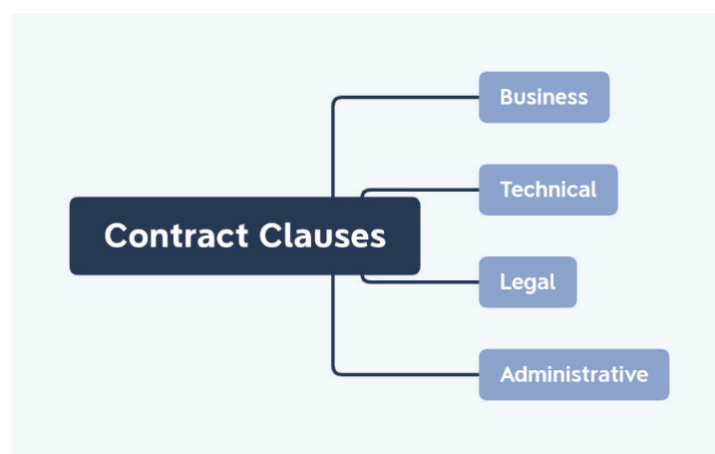 Contract Clauses
Business
Technical
Legal
Administrative